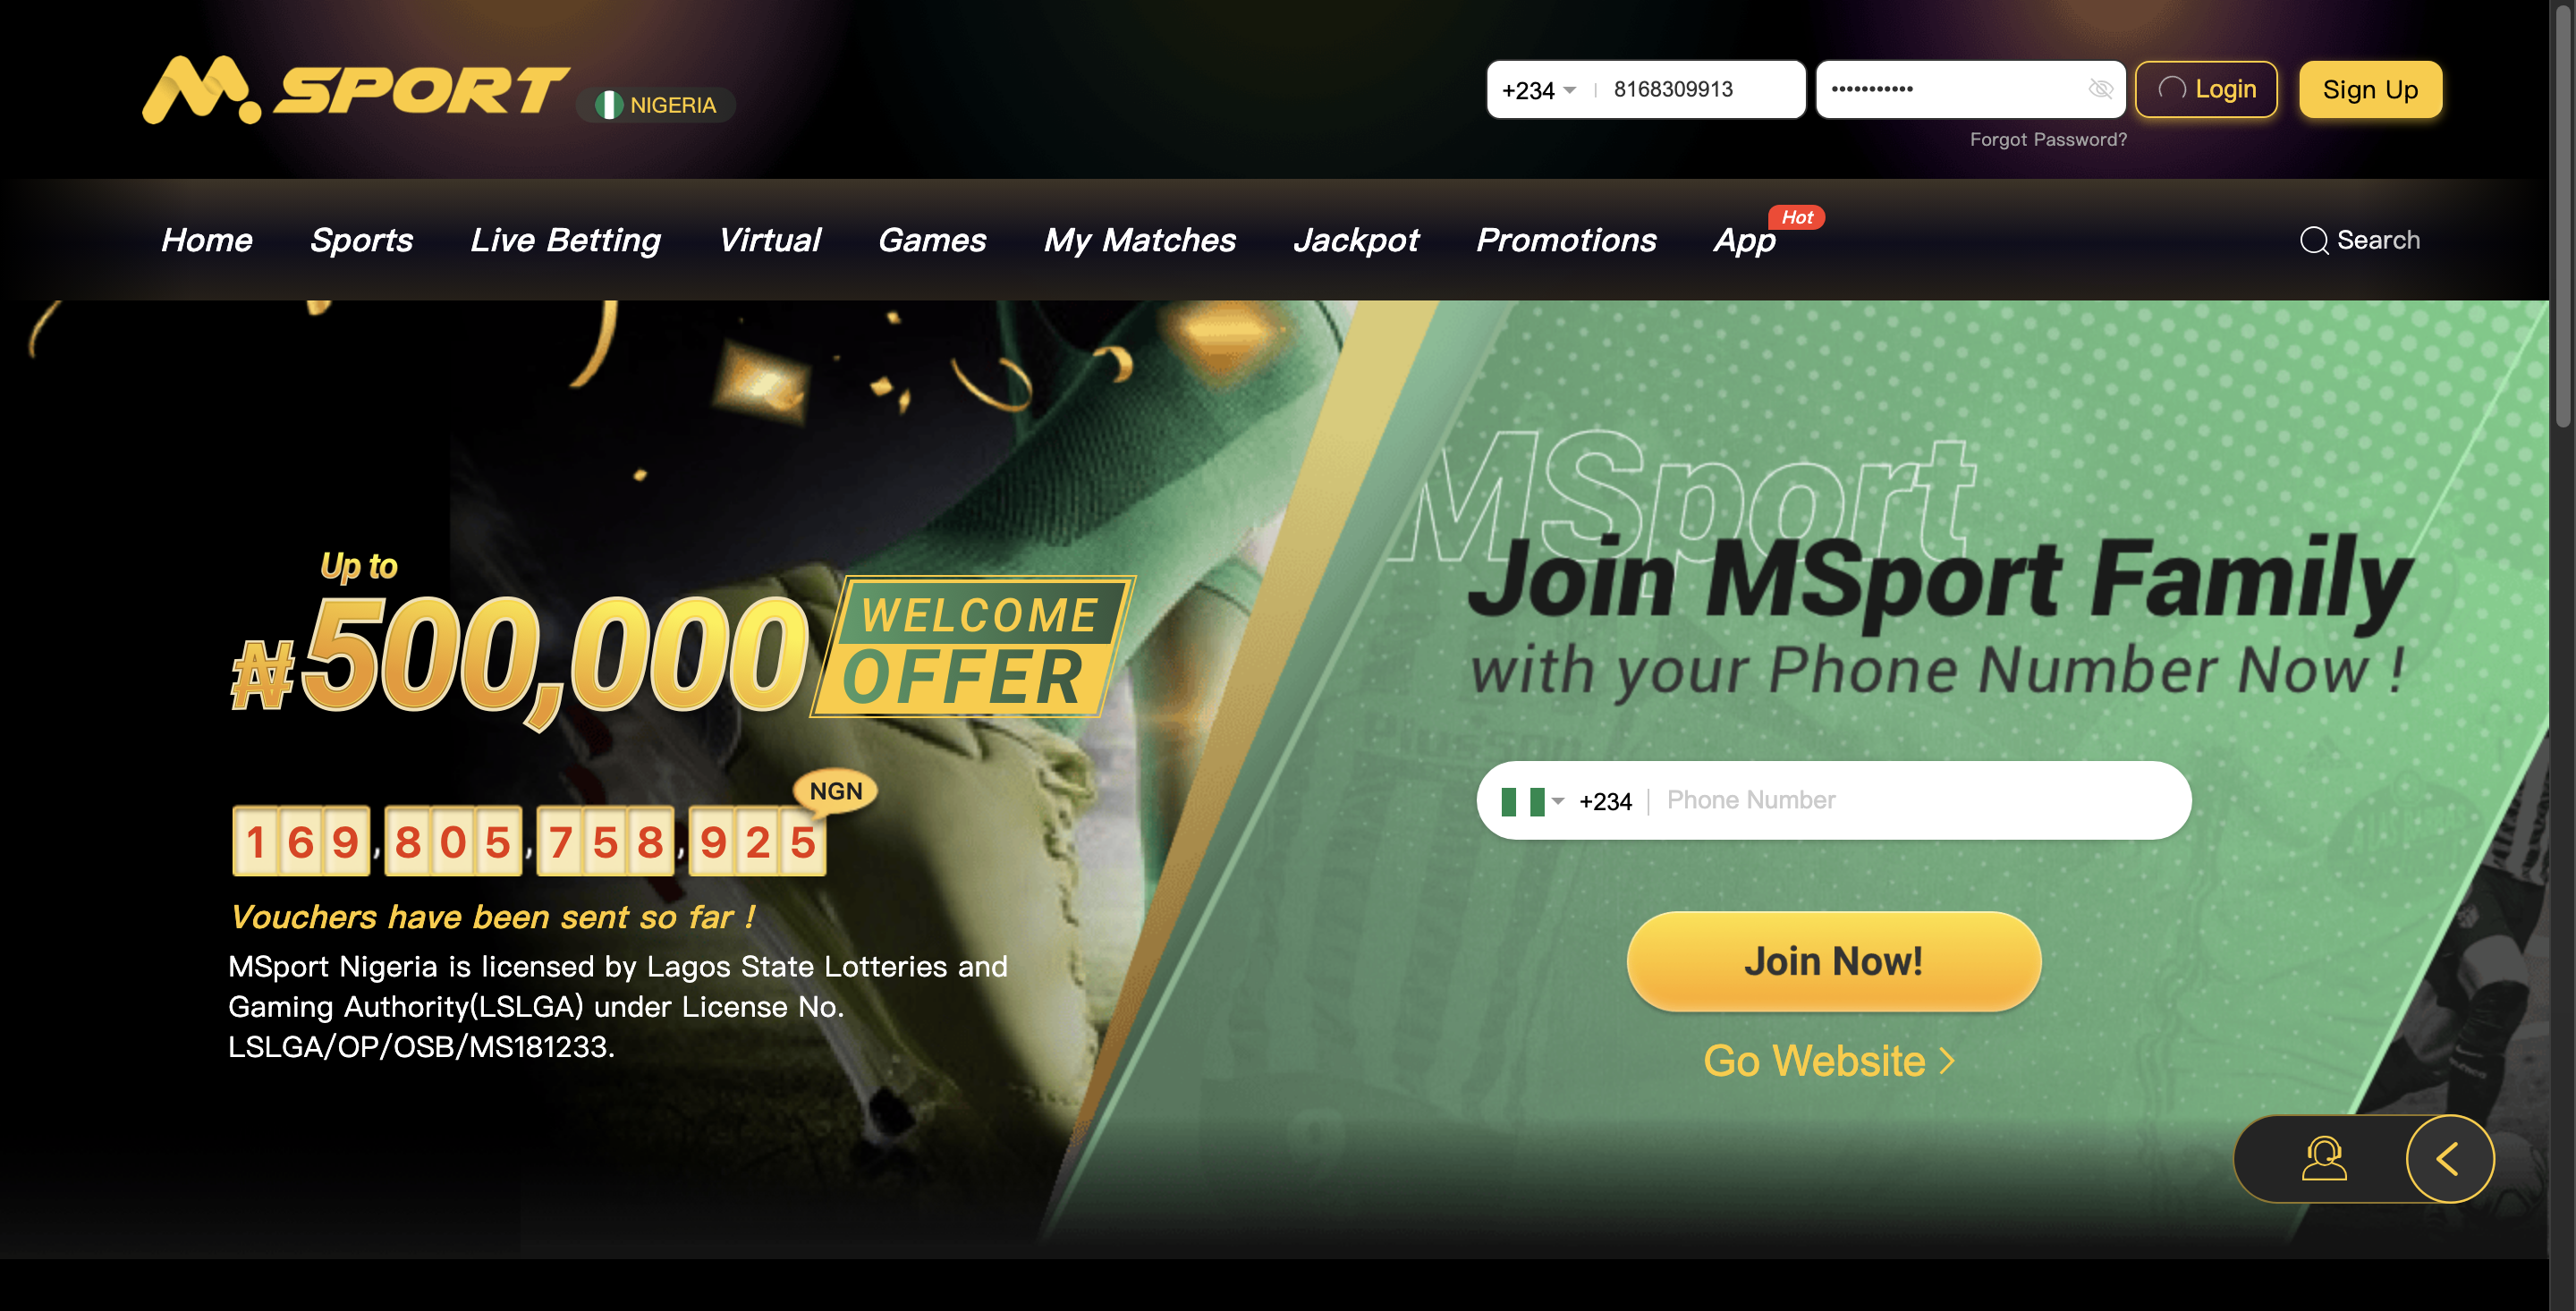 M.SPORT
NIGERIA
+234
8168309913
•••••••••••
Login
Sign Up
Forgot Password?
Home
Sports
Live Betting
Virtual
Games
My Matches
Jackpot
Promotions
App
Hot
Search
Up to
₦500,000
WELCOME
OFFER
NGN
169,805,758,925
Vouchers have been sent so far !
MSport Nigeria is licensed by Lagos State Lotteries and
Gaming Authority(LSLGA) under License No.
LSLGA/OP/OSB/MS181233.
MSport
Join MSport Family
with your Phone Number Now !
+234
Phone Number
Join Now!
Go Website >